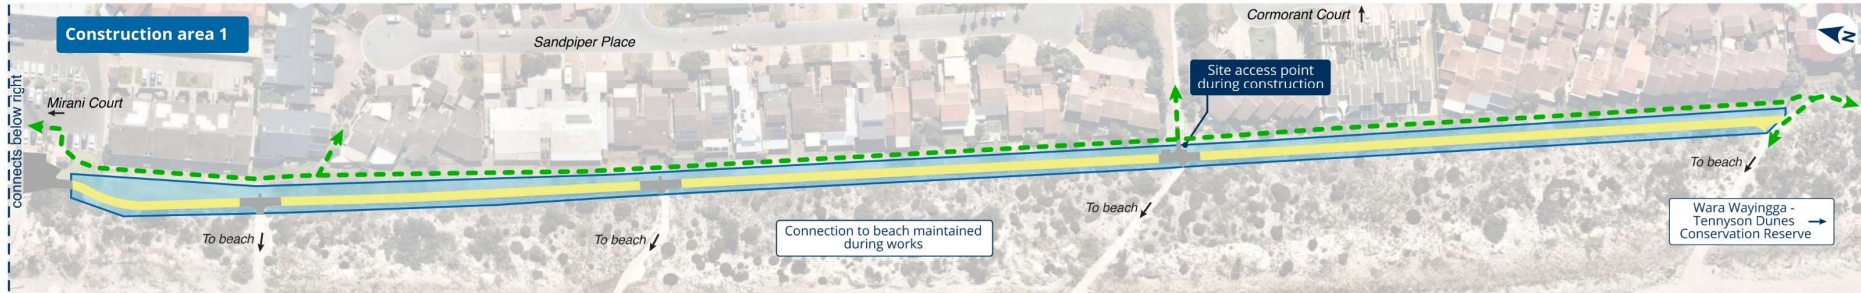 Construction area 1
Cormorant Court ↑
Sandpiper Place
N
Site access point
during construction
connects below right
Mirani Court
←
To beach ↙
To beach ↙
Wara Wayingga -
Tennyson Dunes →
Conservation Reserve
Connection to beach maintained
during works
To beach ↓
To beach ↙